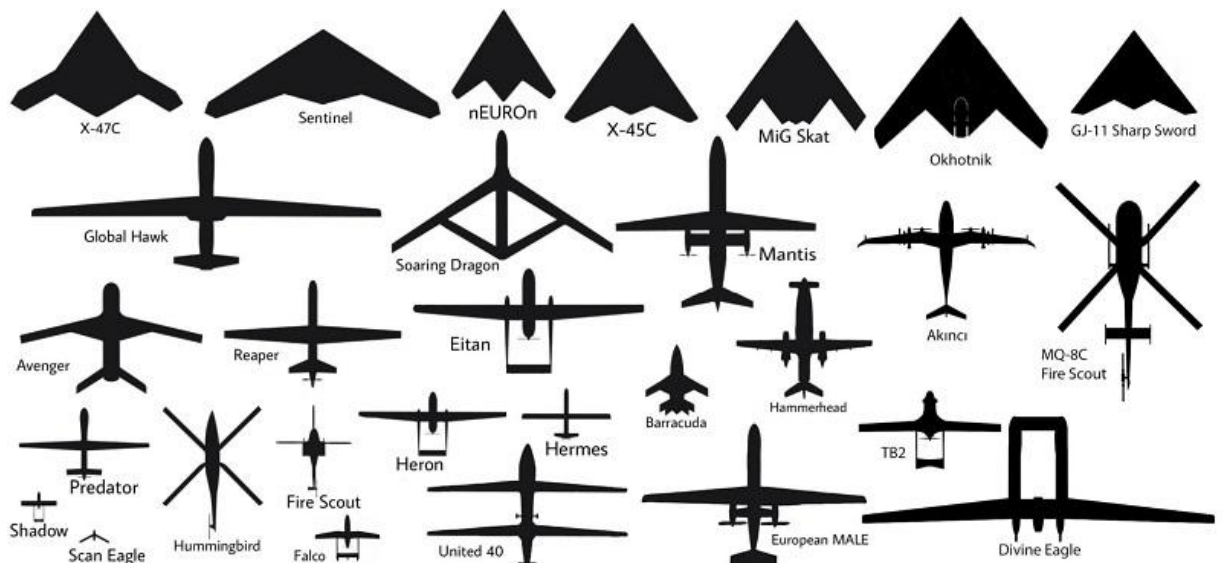 X-47C
Sentinel
nEUROn
X-45C
MiG Skat
Okhotnik
GJ-11 Sharp Sword
Global Hawk
Soaring Dragon
Mantis
Akıncı
MQ-8C
Fire Scout
Avenger
Reaper
Eitan
Barracuda
Hammerhead
Predator
Hummingbird
Fire Scout
Heron
Hermes
TB2
Shadow
Scan Eagle
Falco
United 40
European MALE
Divine Eagle